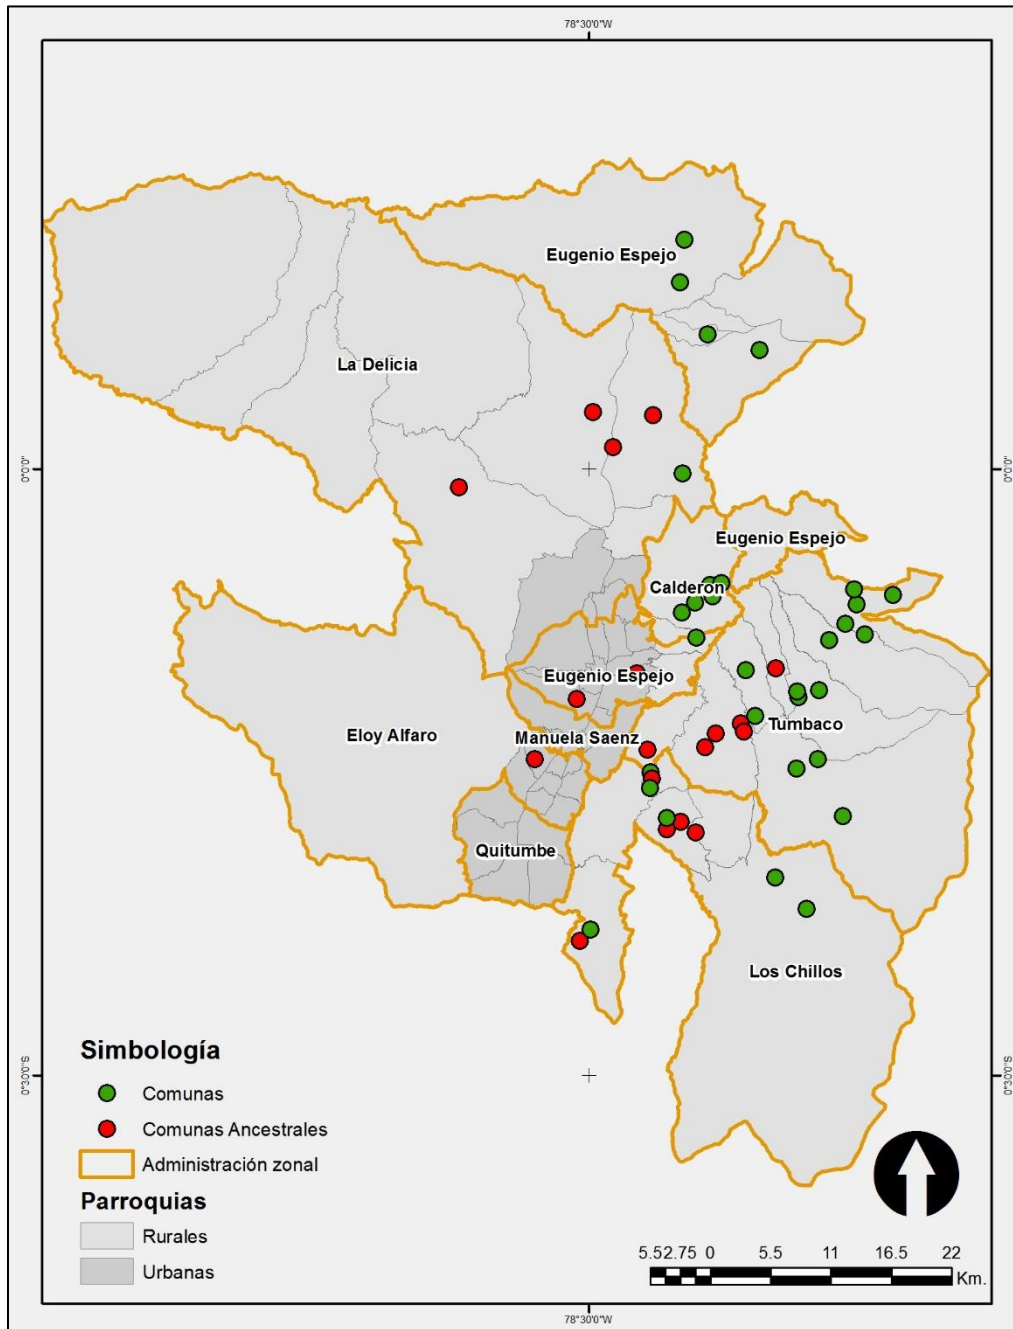 78°30'0"W
Eugenio Espejo
La Delicia
0°0'0"
0°0'0"
Eugenio Espejo
Calderon
Eugenio Espejo
Tumbaco
Manuela Saenz
Eloy Alfaro
Quitumbe
Los Chillos
Simbología
Comunas
Comunas Ancestrales
Administración zonal
Parroquias
Rurales
Urbanas
0°30'0"S
0°30'0"S
5.52.75 0 5.5 11 16.5 22
Km.
78°30'0"W